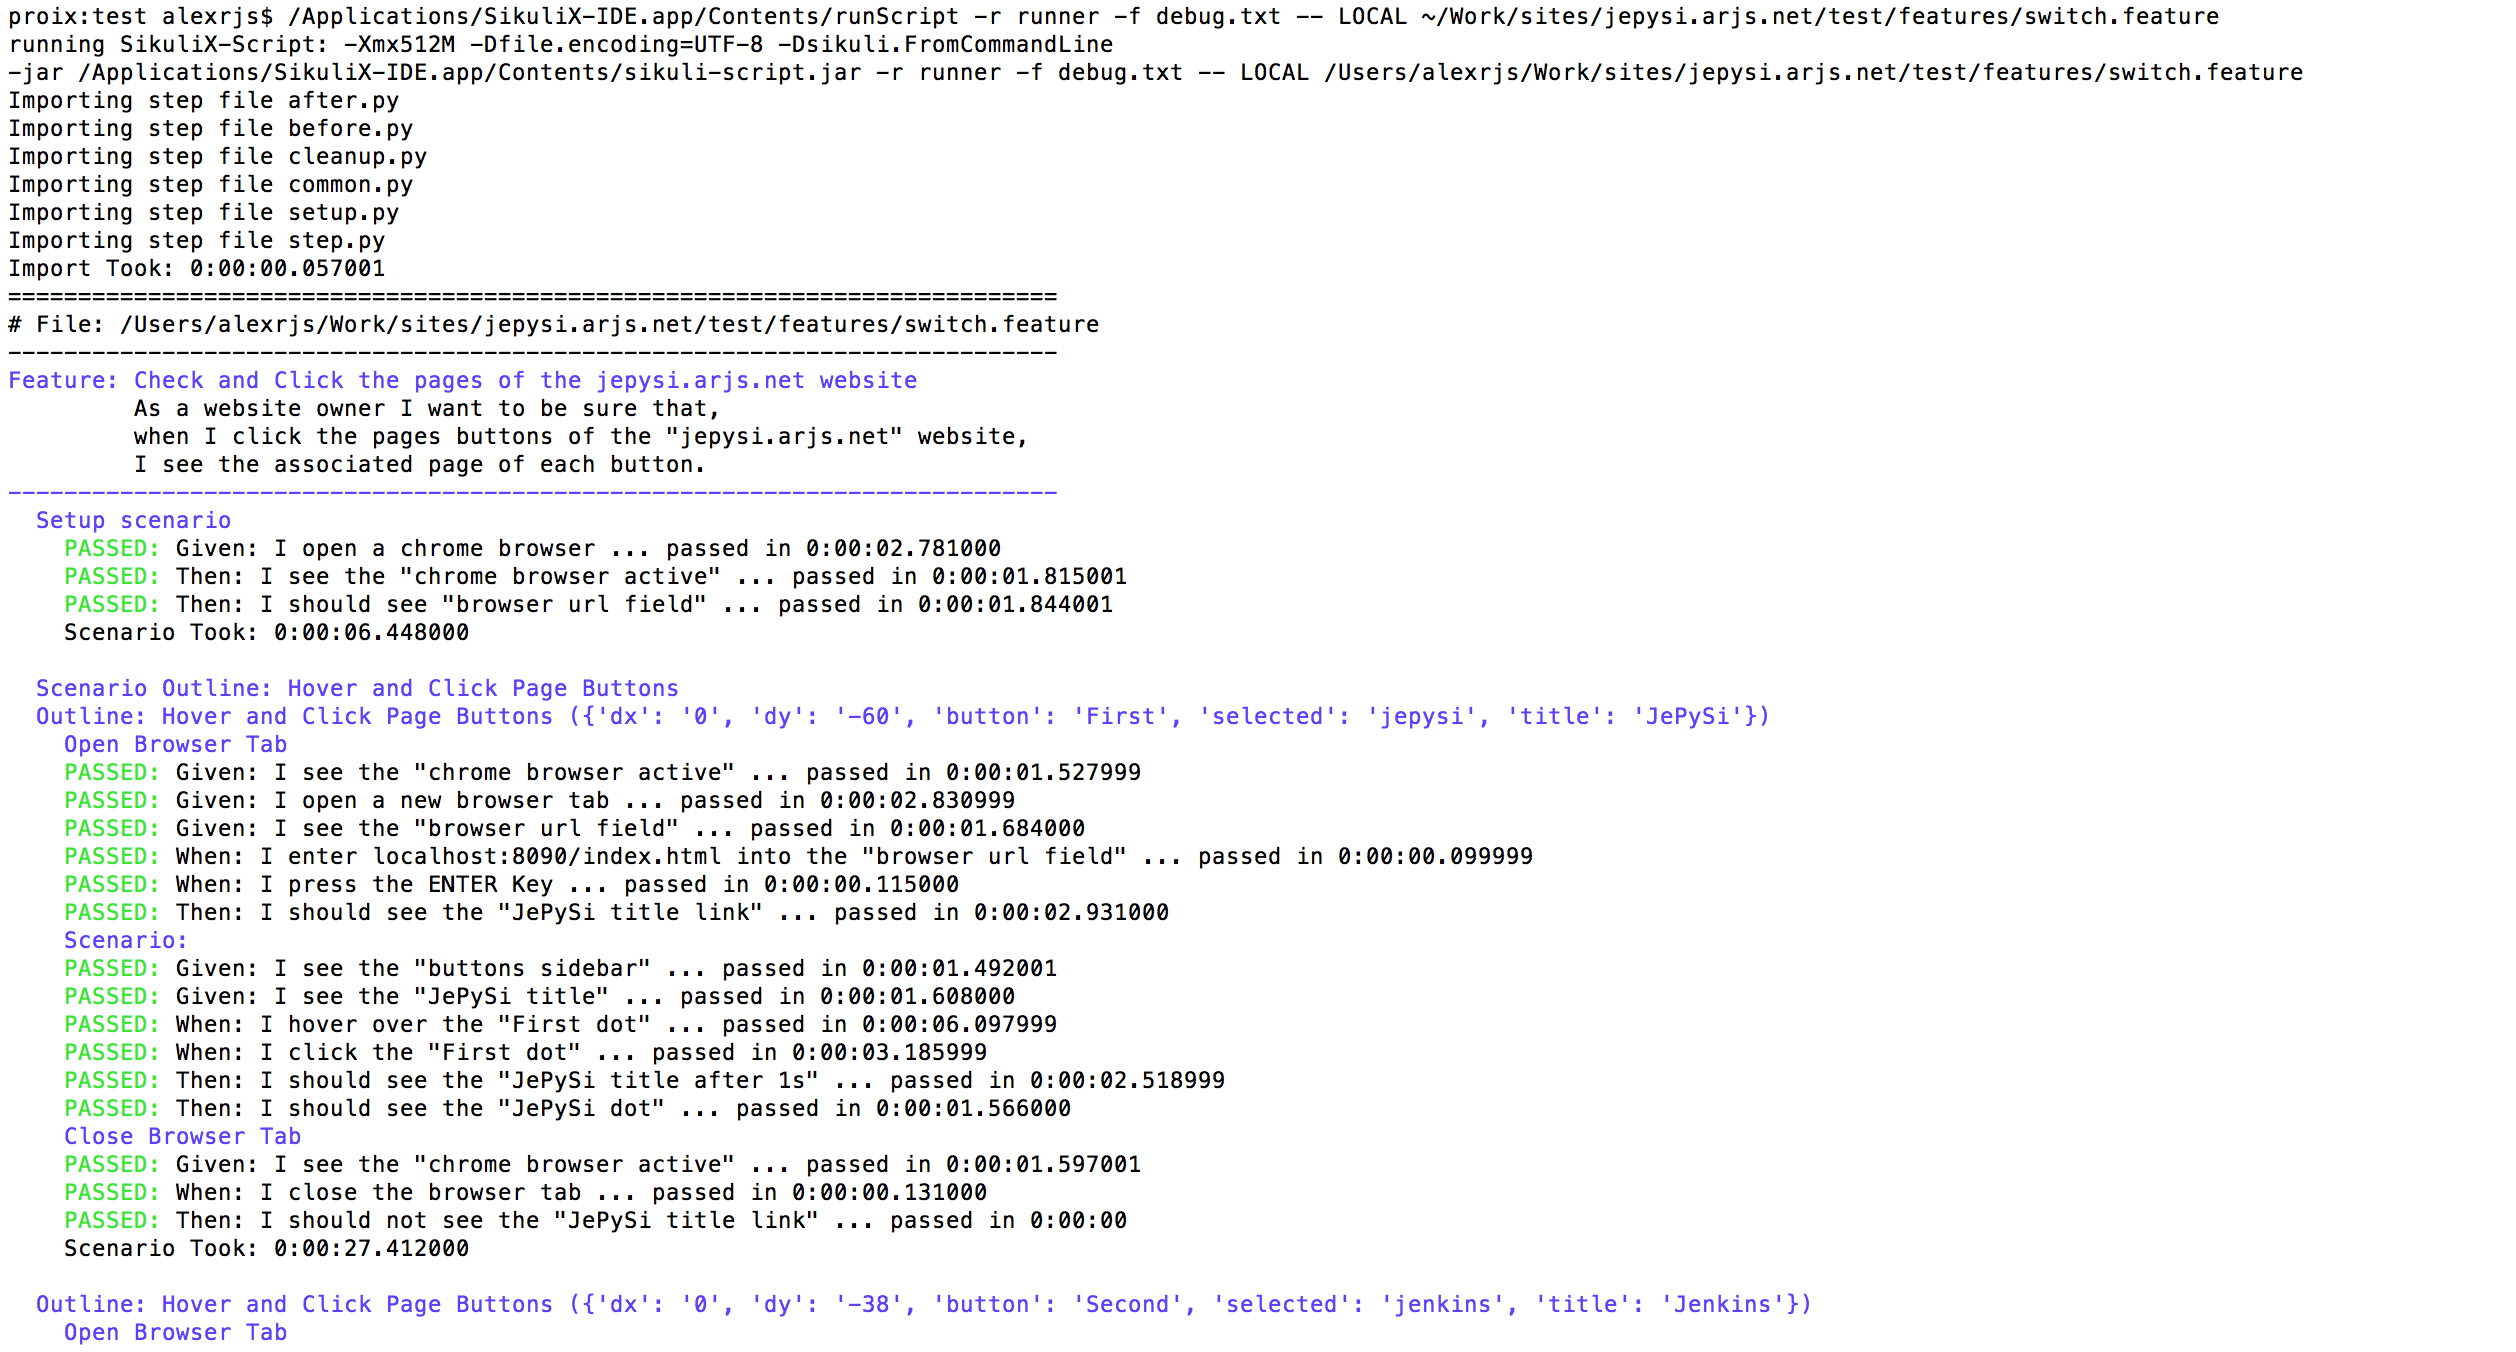 proix:test alexrjs$ /Applications/SikuliX-IDE.app/Contents/runScript -r runner -f debug.txt -- LOCAL ~/Work/sites/jepysi.arjs.net/test/features/switch.feature
running SikuliX-Script: -Xmx512M -Dfile.encoding=UTF-8 -Dsikuli.FromCommandLine
-jar /Applications/SikuliX-IDE.app/Contents/sikuli-script.jar -r runner -f debug.txt -- LOCAL /Users/alexrjs/Work/sites/jepysi.arjs.net/test/features/switch.feature
Importing step file after.py
Importing step file before.py
Importing step file cleanup.py
Importing step file common.py
Importing step file setup.py
Importing step file step.py
Import Took: 0:00:00.057001
===========================================================================
# File: /Users/alexrjs/Work/sites/jepysi.arjs.net/test/features/switch.feature
---------------------------------------------------------------------------
Feature: Check and Click the pages of the jepysi.arjs.net website
As a website owner I want to be sure that,
when I click the pages buttons of the "jepysi.arjs.net" website,
I see the associated page of each button.
---------------------------------------------------------------------------
Setup scenario
PASSED: Given: I open a chrome browser ... passed in 0:00:02.781000
PASSED: Then: I see the "chrome browser active" ... passed in 0:00:01.815001
PASSED: Then: I should see "browser url field" ... passed in 0:00:01.844001
Scenario Took: 0:00:06.448000
Scenario Outline: Hover and Click Page Buttons
Outline: Hover and Click Page Buttons ({'dx': '0', 'dy': '-60', 'button': 'First', 'selected': 'jepysi', 'title': 'JePySi'})
Open Browser Tab
PASSED: Given: I see the "chrome browser active" ... passed in 0:00:01.527999
PASSED: Given: I open a new browser tab ... passed in 0:00:02.830999
PASSED: Given: I see the "browser url field" ... passed in 0:00:01.684000
PASSED: When: I enter localhost:8090/index.html into the "browser url field" ... passed in 0:00:00.099999
PASSED: When: I press the ENTER Key ... passed in 0:00:00.115000
PASSED: Then: I should see the "JePySi title link" ... passed in 0:00:02.931000
Scenario:
PASSED: Given: I see the "buttons sidebar" ... passed in 0:00:01.492001
PASSED: Given: I see the "JePySi title" ... passed in 0:00:01.608000
PASSED: When: I hover over the "First dot" ... passed in 0:00:06.097999
PASSED: When: I click the "First dot" ... passed in 0:00:03.185999
PASSED: Then: I should see the "JePySi title after 1s" ... passed in 0:00:02.518999
PASSED: Then: I should see the "JePySi dot" ... passed in 0:00:01.566000
Close Browser Tab
PASSED: Given: I see the "chrome browser active" ... passed in 0:00:01.597001
PASSED: When: I close the browser tab ... passed in 0:00:00.131000
PASSED: Then: I should not see the "JePySi title link" ... passed in 0:00:00
Scenario Took: 0:00:27.412000
Outline: Hover and Click Page Buttons ({'dx': '0', 'dy': '-38', 'button': 'Second', 'selected': 'jenkins', 'title': 'Jenkins'})
Open Browser Tab